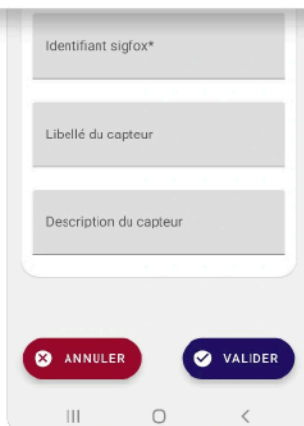 Identifiant sigfox*
Libellé du capteur
Description du capteur
ANNULER
VALIDER